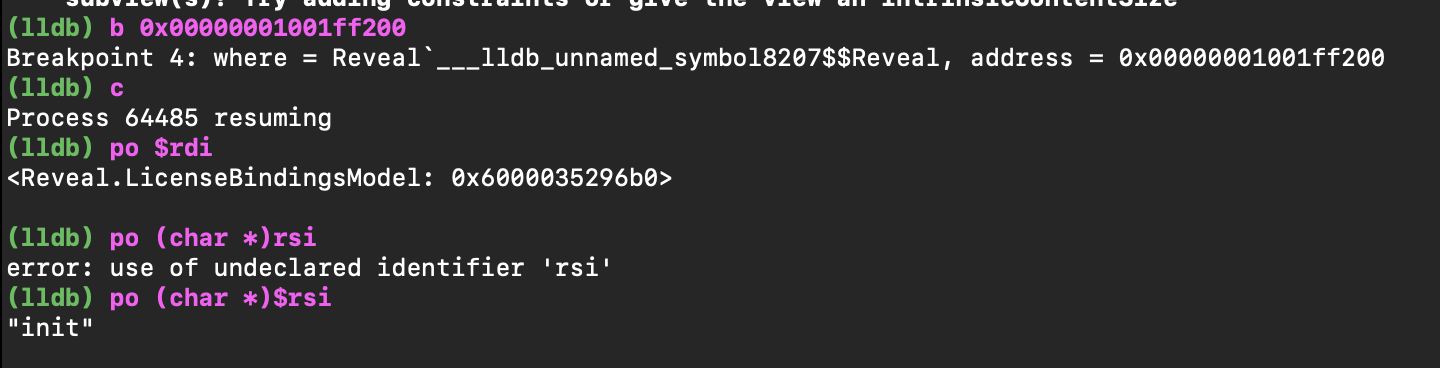 subview(s). Try adding constraints or give the view an intrinsicContentSize
(lldb) b 0x00000001001ff200
Breakpoint 4: where = Reveal`___lldb_unnamed_symbol8207$$Reveal, address = 0x00000001001ff200
(lldb) c
Process 64485 resuming
(lldb) po $rdi
<Reveal.LicenseBindingsModel: 0x6000035296b0>
(lldb) po (char *)rsi
error: use of undeclared identifier 'rsi'
(lldb) po (char *)$rsi
"init"